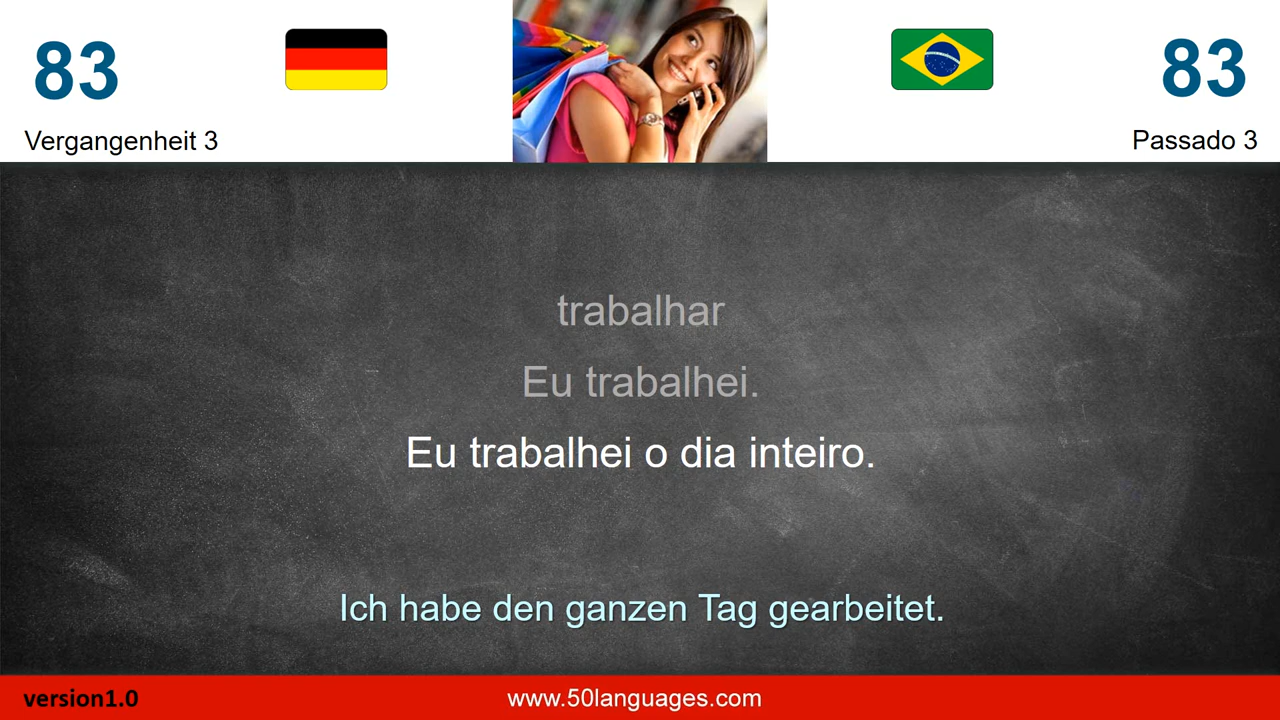 83
83
Vergangenheit 3
Passado 3
trabalhar
Eu trabalhei.
Eu trabalhei o dia inteiro.
Ich habe den ganzen Tag gearbeitet.
version1.0
www.50languages.com